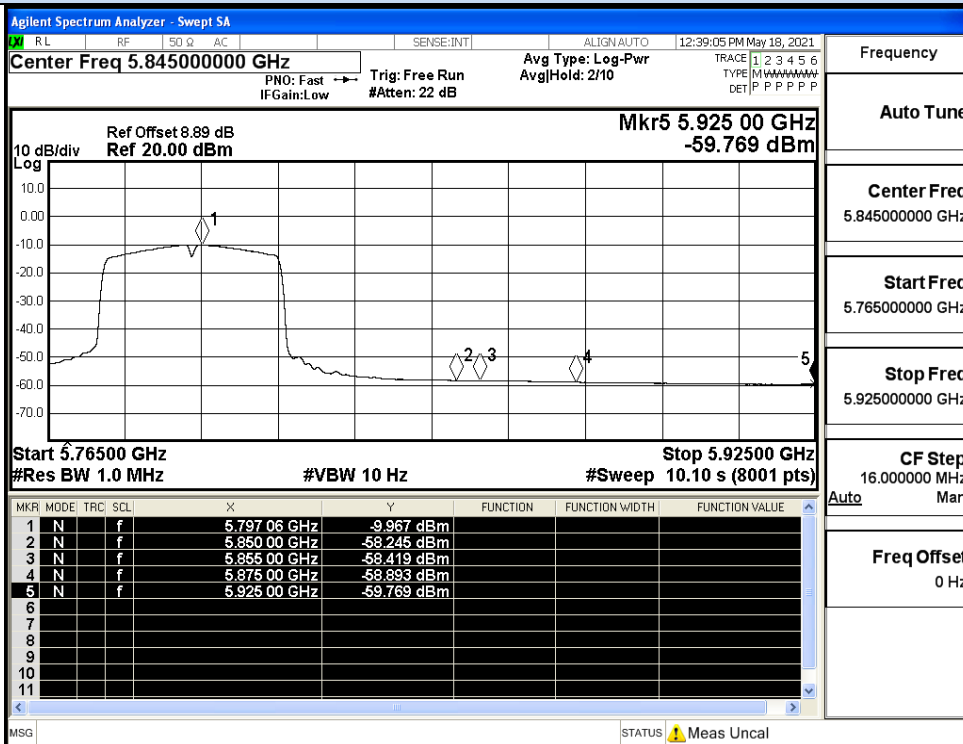 Agilent Spectrum Analyzer - Swept SA
LXI RL RF 50 Ω AC SENSE:INT ALIGN AUTO 12:39:05 PM May 18, 2021
Center Freq 5.845000000 GHz
PNO: Fast
IFGain:Low
Trig: Free Run
#Atten: 22 dB
Avg Type: Log-Pwr
Avg|Hold: 2/10
TRACE 1 2 3 4 5 6
TYPE M
DET P P P P P P
Ref Offset 8.89 dB
Ref 20.00 dBm
10 dB/div
Log
Mkr5 5.925 00 GHz
-59.769 dBm
10.0
0.00
-10.0
-20.0
-30.0
-40.0
-50.0
-60.0
-70.0
1
2 3 4 5
Start 5.76500 GHz Stop 5.92500 GHz
#Res BW 1.0 MHz #VBW 10 Hz #Sweep 10.10 s (8001 pts)
MKR MODE TRC SCL X Y FUNCTION FUNCTION WIDTH FUNCTION VALUE
1 N f 5.797 06 GHz -9.967 dBm
2 N f 5.850 00 GHz -58.245 dBm
3 N f 5.855 00 GHz -58.419 dBm
4 N f 5.875 00 GHz -58.893 dBm
5 N f 5.925 00 GHz -59.769 dBm
6
7
8
9
10
11
MSG STATUS Meas Uncal
Frequency
Auto Tune
Center Freq
5.845000000 GHz
Start Freq
5.765000000 GHz
Stop Freq
5.925000000 GHz
CF Step
16.000000 MHz
Auto Man
Freq Offset
0 Hz